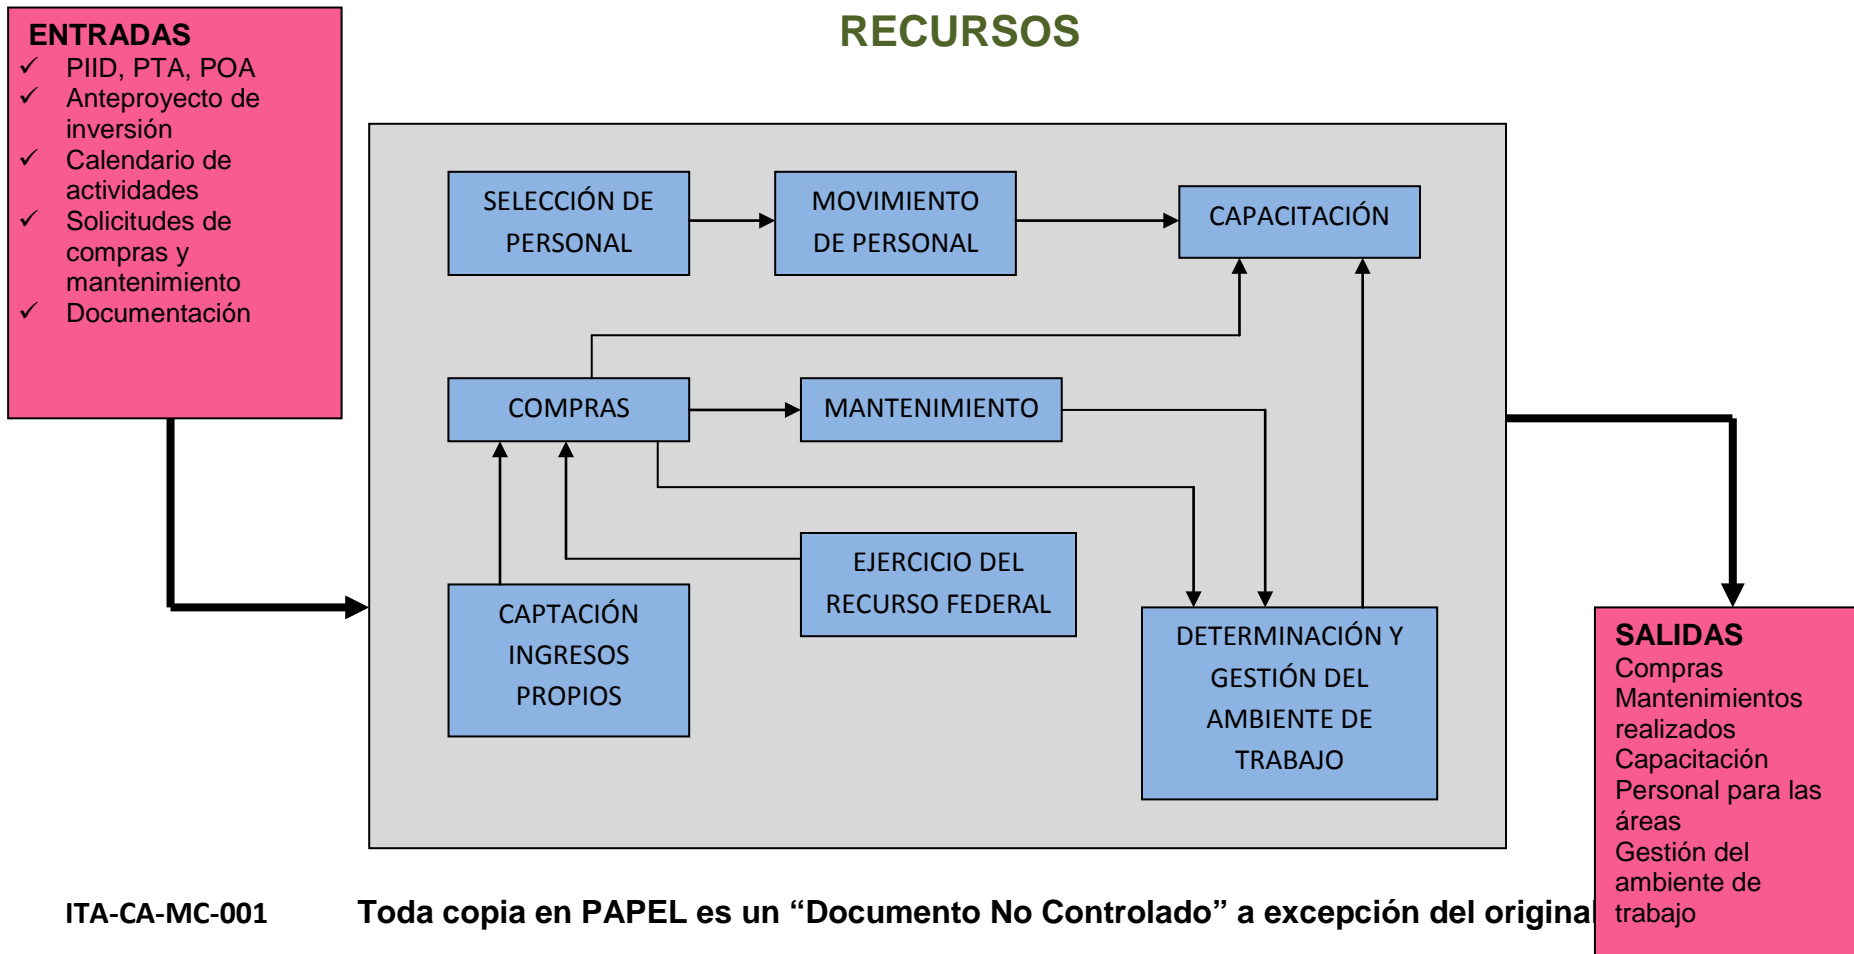 RECURSOS
ENTRADAS
✓ PIID, PTA, POA
✓ Anteproyecto de
inversión
✓ Calendario de
actividades
✓ Solicitudes de
compras y
mantenimiento
✓ Documentación
SELECCIÓN DE
PERSONAL
MOVIMIENTO
DE PERSONAL
CAPACITACIÓN
COMPRAS
MANTENIMIENTO
EJERCICIO DEL
RECURSO FEDERAL
CAPTACIÓN
INGRESOS
PROPIOS
DETERMINACIÓN Y
GESTIÓN DEL
AMBIENTE DE
TRABAJO
SALIDAS
Compras
Mantenimientos
realizados
Capacitación
Personal para las
áreas
Gestión del
ambiente de
trabajo
ITA-CA-MC-001
Toda copia en PAPEL es un “Documento No Controlado” a excepción del original